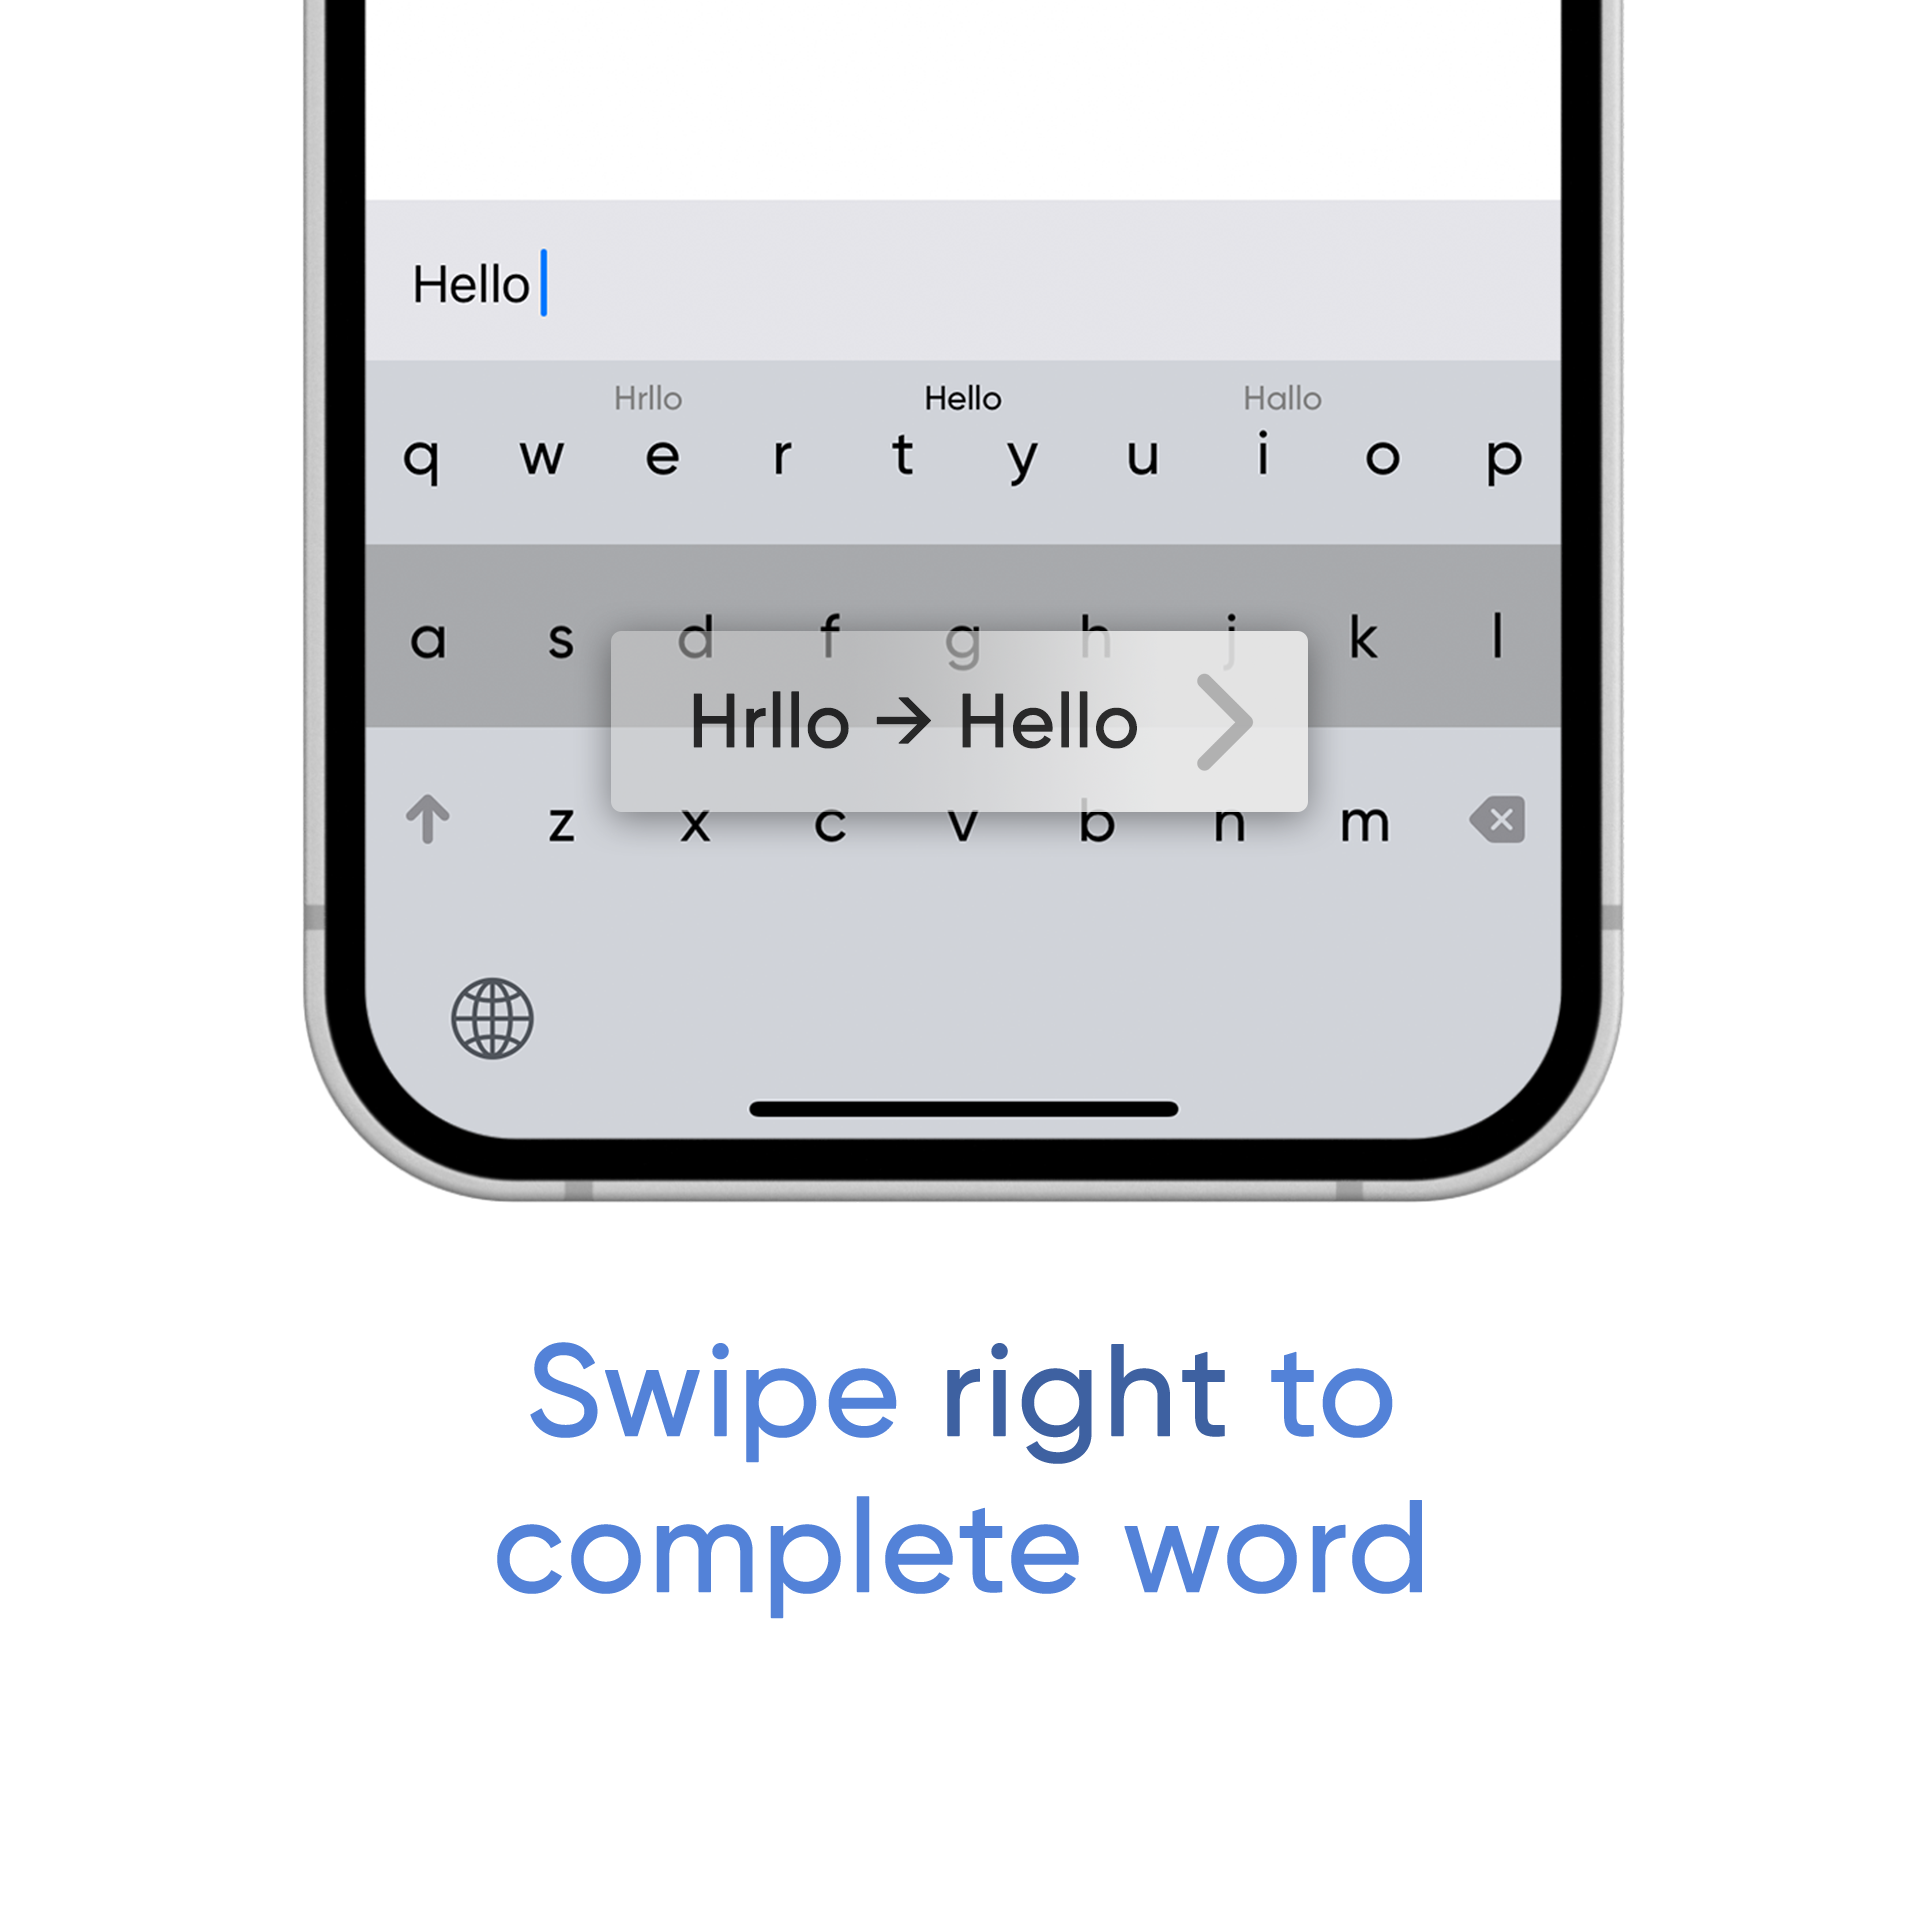 Hello
Hrllo Hello Hallo
q w e r t y u i o p
a s d f g h j k l
Hrllo → Hello
z x c v b n m
Swipe right to
complete word